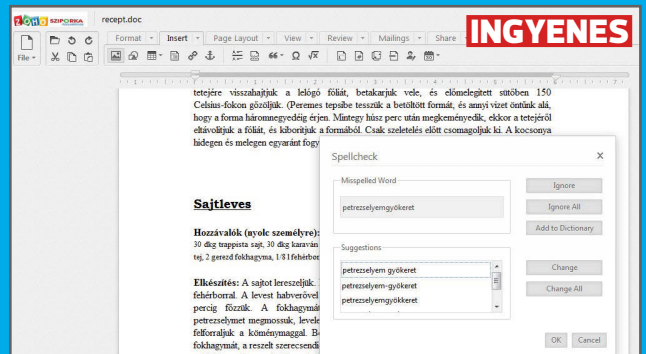 ZOHO SZIPORKA recept.doc
INGYENES
File Format Insert Page Layout View Review Mailings Share
tetejére visszahajtjuk a lelógó fóliát, betakarjuk vele, és előmelegített sütőben 150
Celsius-fokon gőzöljük. (Peremes tepsibe tesszük a betöltött formát, és annyi vizet öntünk alá,
hogy a forma háromnegyedéig érjen. Mintegy húsz perc után megkeményedik, ekkor a tetejéről
eltávolítjuk a fóliát, és kiborítjuk a formából. Csak szeletelés előtt csomagoljuk ki. A kocsonya
hidegen és melegen egyaránt fogy
Sajtleves
Hozzávalók (nyolc személyre):
30 dkg trappista sajt, 30 dkg karaván
tej, 2 gerezd fokhagyma, 1/8 l fehérbor
Elkészítés: A sajtot lereszeljük.
fehérborral. A levest habverővel
percig főzzük. A fokhagymát
petrezselymet megmossuk, levele
felforraljuk a köménymaggal. B
fokhagymát, a reszelt szerecsendi
Spellcheck X
Misspelled Word
petrezselyemgyökeret
Suggestions
petrezselyem gyökeret
petrezselyem-gyökeret
petrezselyemgyökkeret
Ignore
Ignore All
Add to Dictionary
Change
Change All
OK Cancel